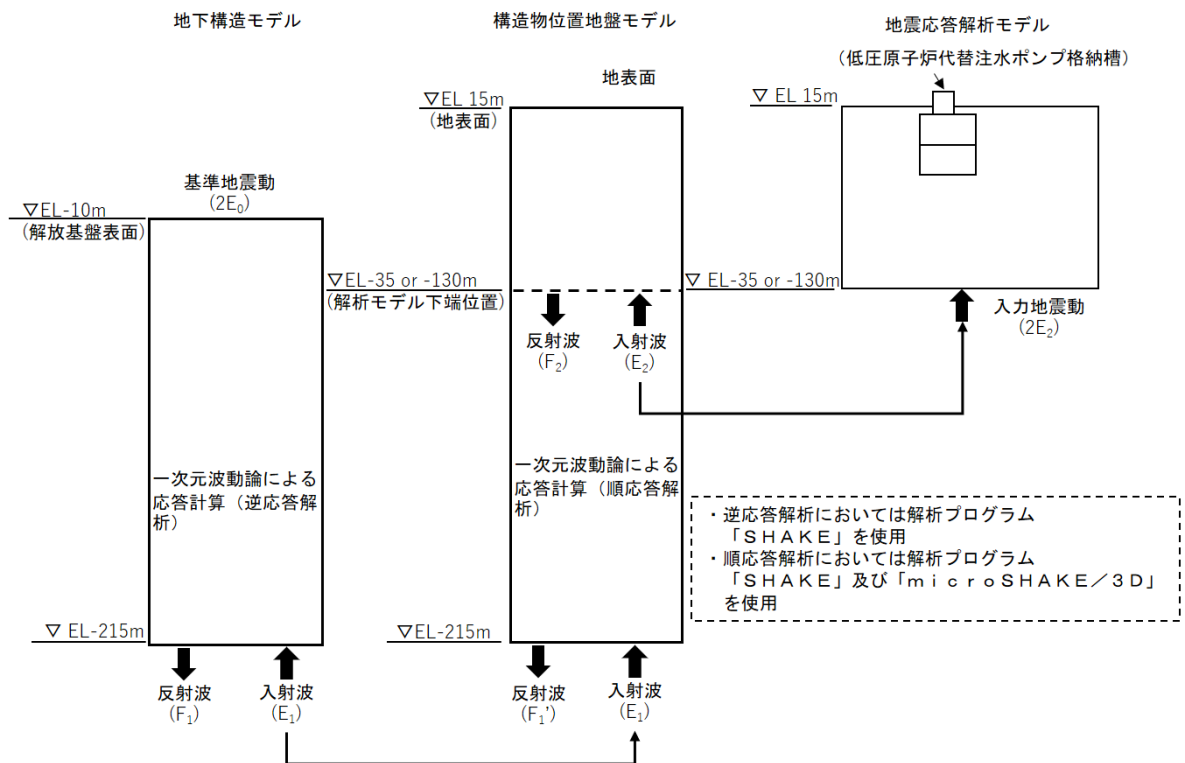 地下構造モデル
構造物位置地盤モデル
地震応答解析モデル
(低圧原子炉代替注水ポンプ格納槽)
地表面
▽EL 15m
(地表面)
▽ EL 15m
基準地震動
(2E₀)
▽EL-10m
(解放基盤表面)
▽EL-35 or -130m
(解析モデル下端位置)
▽ EL-35 or -130m
反射波
(F₂)
入射波
(E₂)
入力地震動
(2E₂)
一次元波動論による
応答計算(逆応答解
析)
一次元波動論による
応答計算(順応答解
析)
・逆応答解析においては解析プログラム
「SHAKE」を使用
・順応答解析においては解析プログラム
「SHAKE」及び「microSHAKE/3D」
を使用
▽ EL-215m
▽EL-215m
反射波
(F₁)
入射波
(E₁)
反射波
(F₁')
入射波
(E₁)